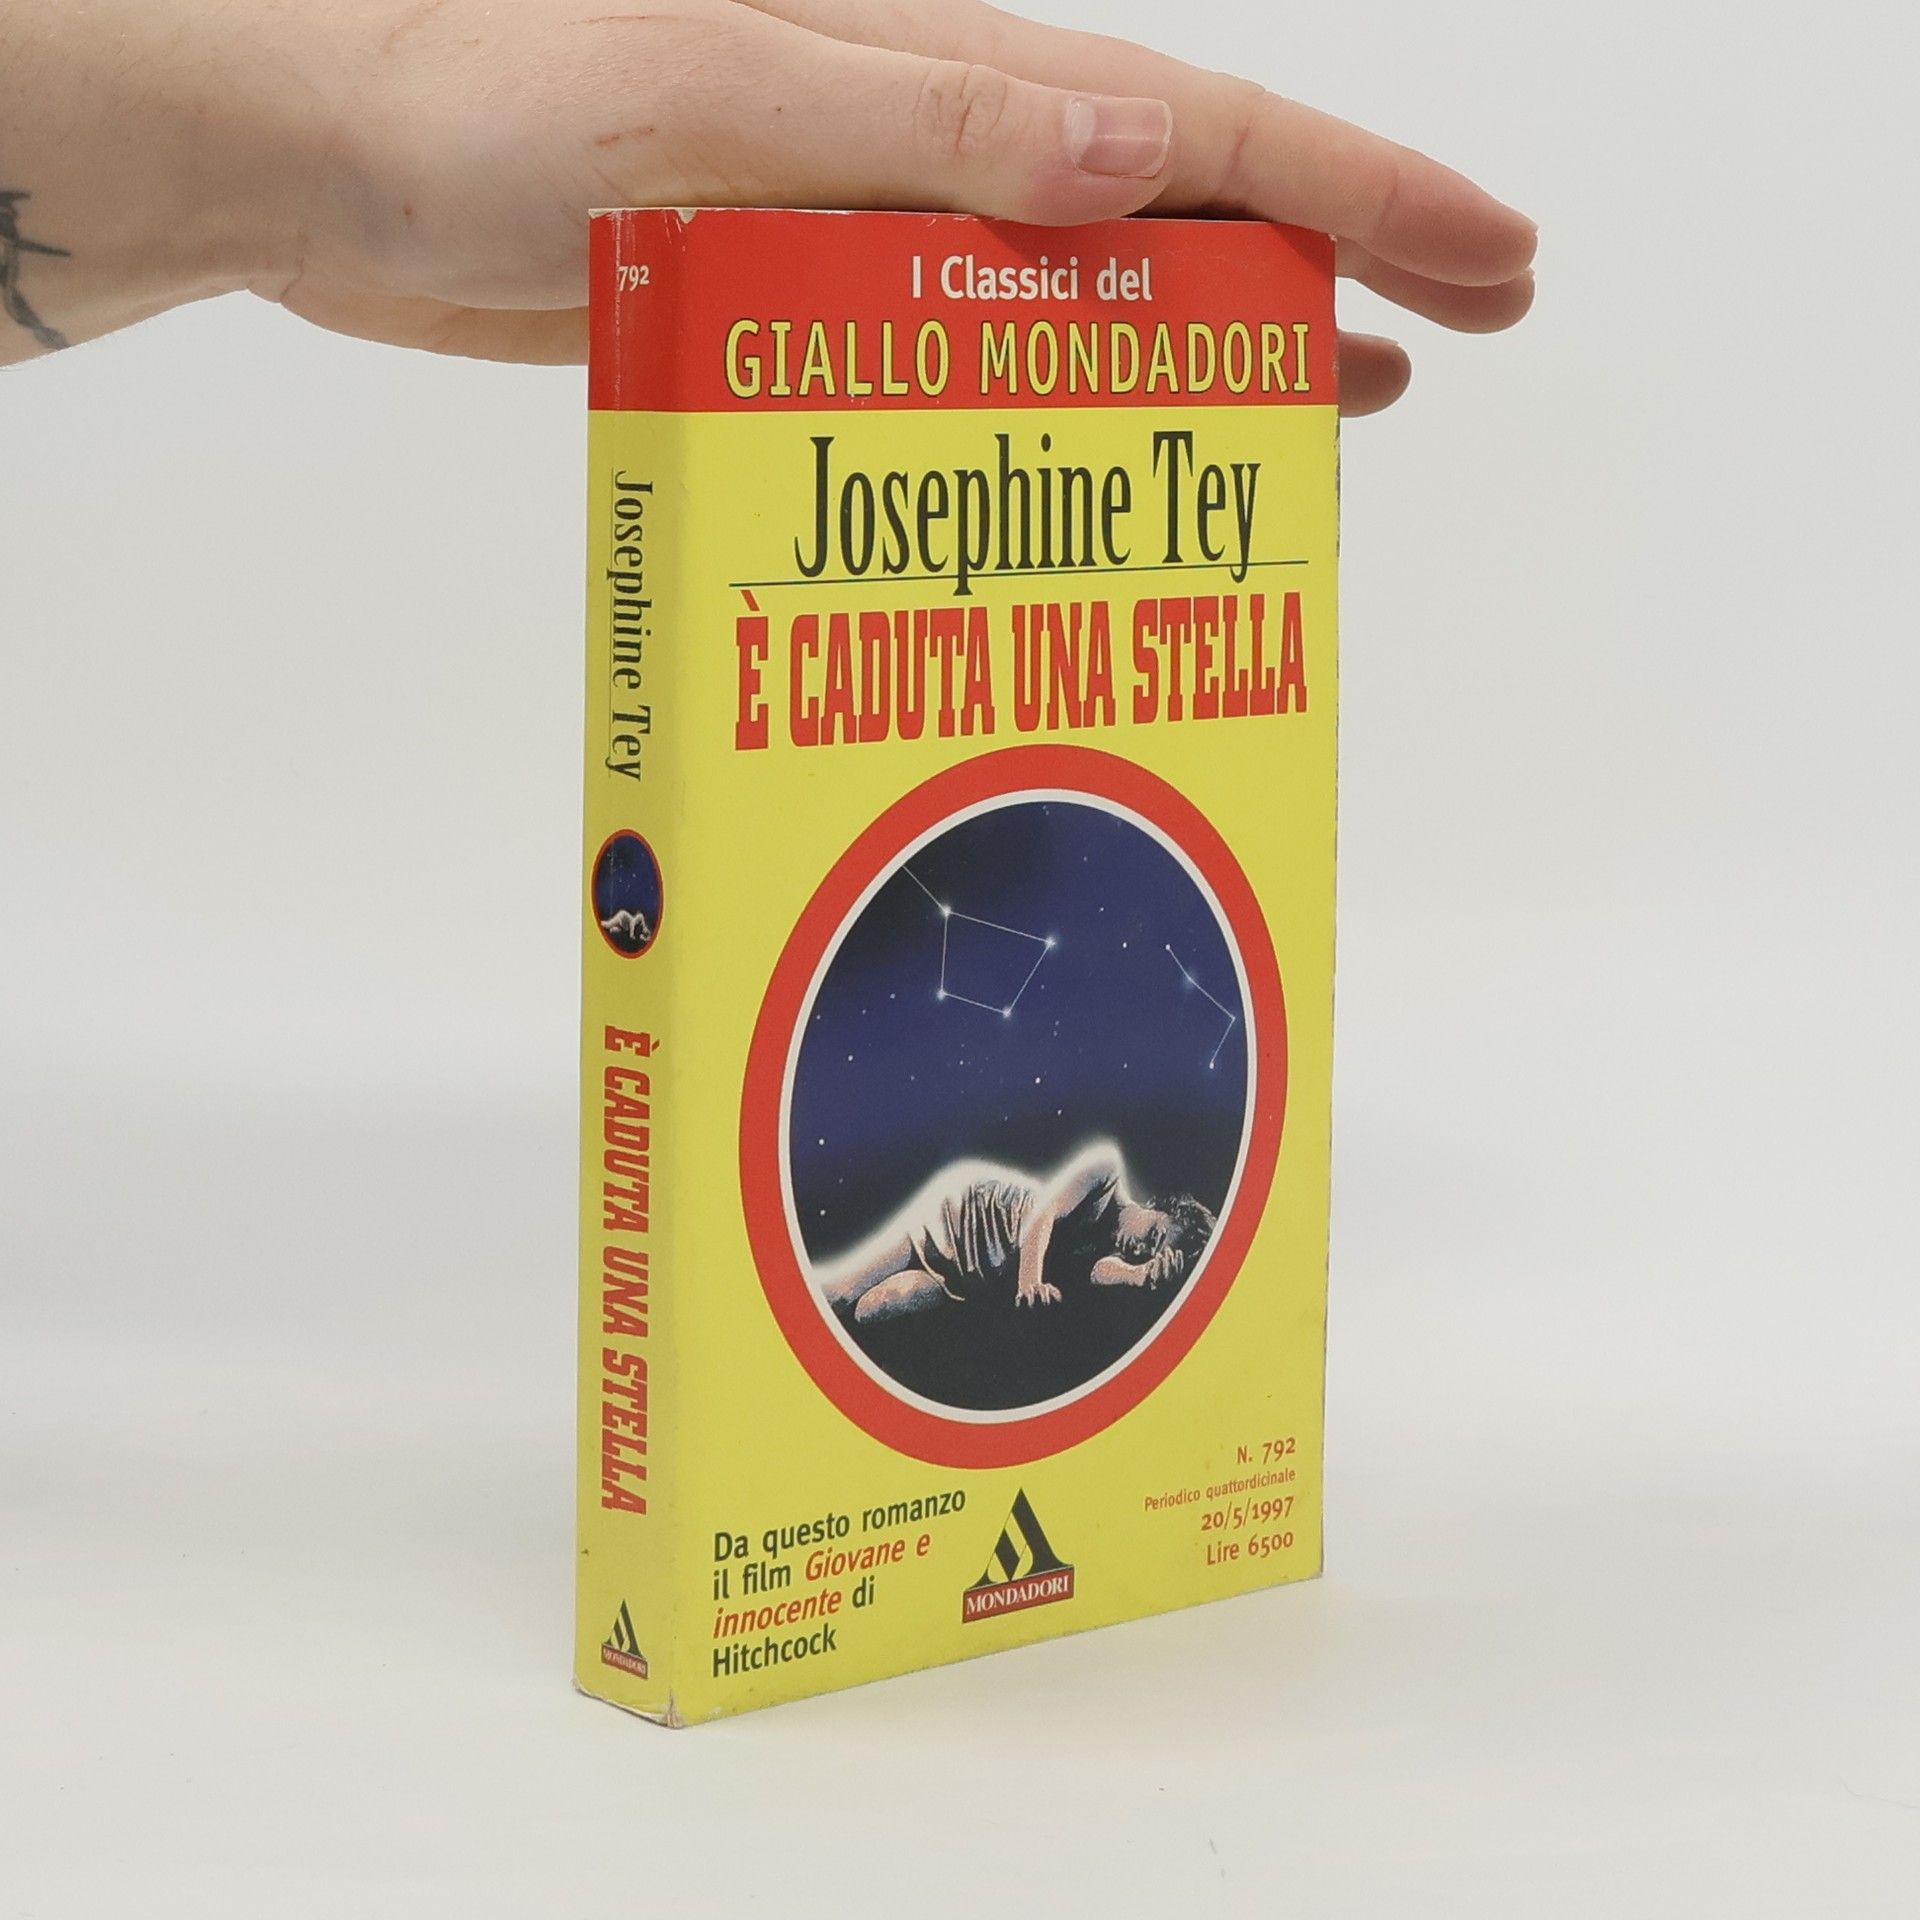 792
Josephine Tey
È CADUTA UNA STELLA
MONDADORI
I Classici del
GIALLO MONDADORI
Josephine Tey
È CADUTA UNA STELLA
Da questo romanzo
il film Giovane e
innocente di
Hitchcock
MONDADORI
N. 792
Periodico quattordicinale
20/5/1997
Lire 6500